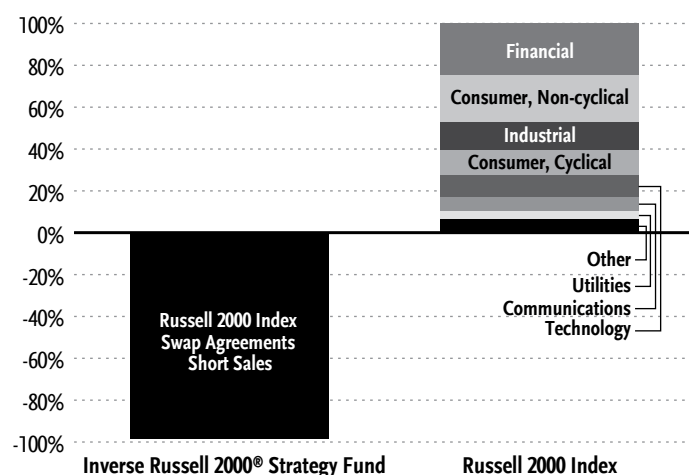 100%
80%
60%
40%
20%
0%
-20%
-40%
-60%
-80%
-100%
Financial
Consumer, Non-cyclical
Industrial
Consumer, Cyclical
Other
Utilities
Communications
Technology
Russell 2000 Index
Swap Agreements
Short Sales
Inverse Russell 2000® Strategy Fund
Russell 2000 Index